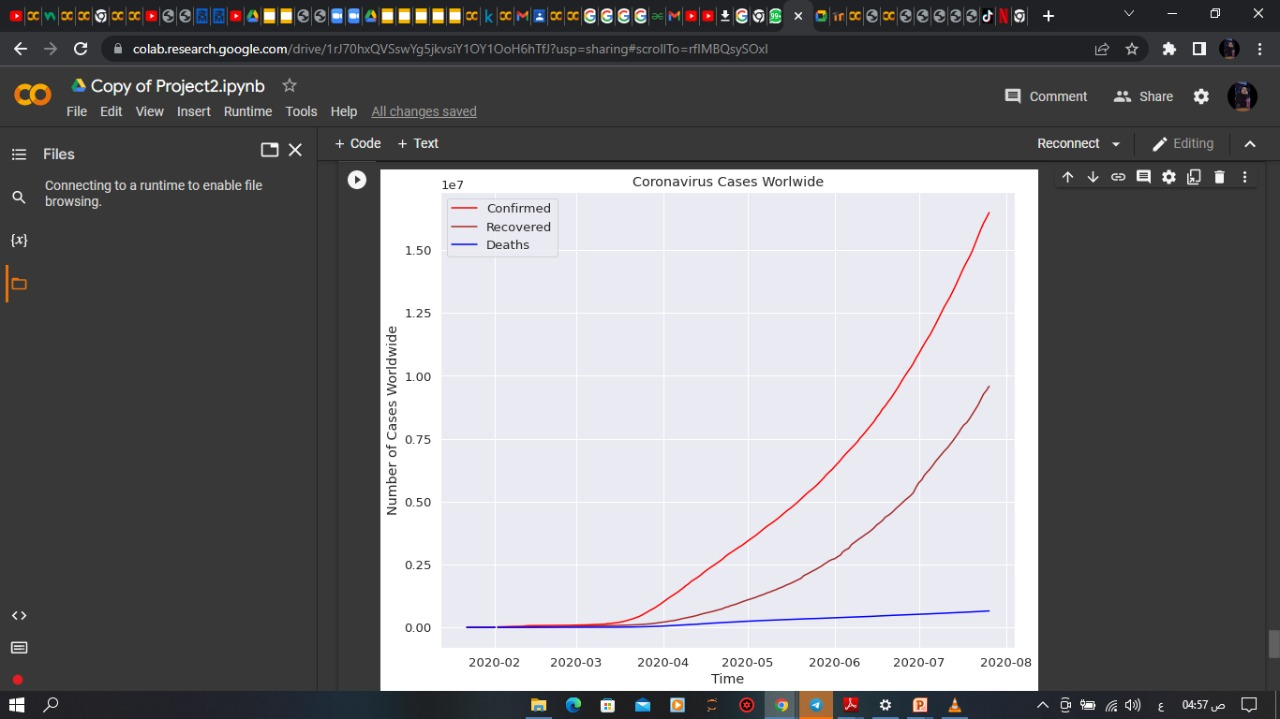 colab.research.google.com/drive/1rJ70hxQVSswYg5jkvsiY1OY1OoH6hTfJ?usp=sharing#scrollTo=rfIMBQsySOxI
Copy of Project2.ipynb
File Edit View Insert Runtime Tools Help All changes saved
Comment Share
Files
+ Code + Text
Reconnect Editing
Connecting to a runtime to enable file
browsing.
{x}
Coronavirus Cases Worlwide
1e7
Confirmed
Recovered
Deaths
1.50
1.25
1.00
0.75
0.50
0.25
0.00
Number of Cases Worldwide
2020-02 2020-03 2020-04 2020-05 2020-06 2020-07 2020-08
Time
ع 04:57 ص